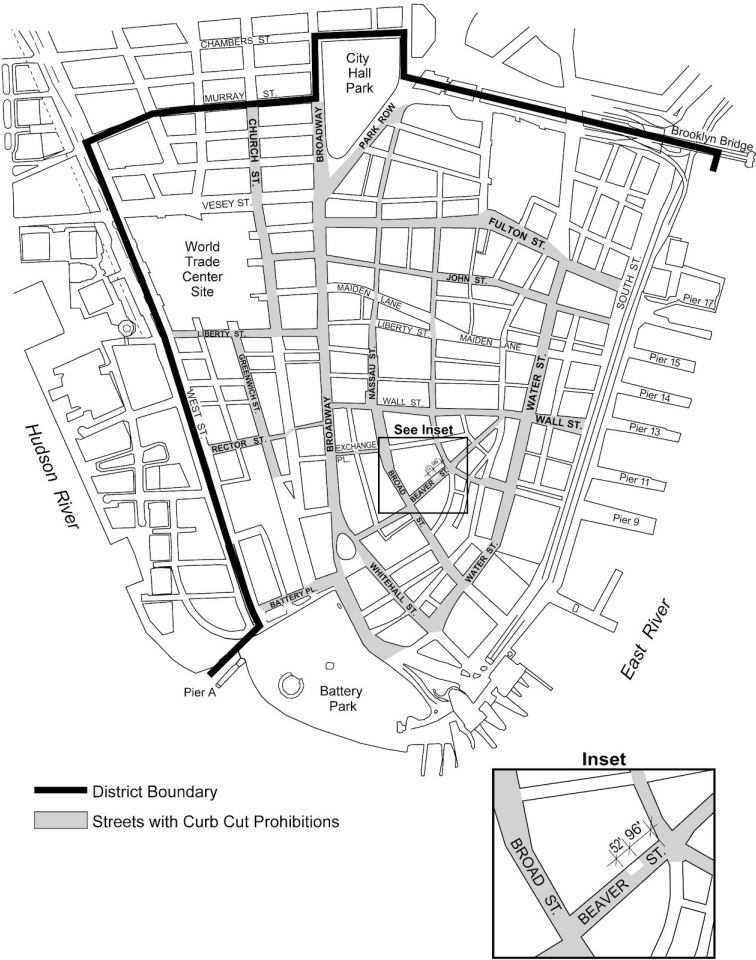 CHAMBERS ST.
City
Hall
Park
MURRAY ST.
BROADWAY
PARK ROW
CHURCH ST.
Brooklyn Bridge
VESEY ST.
FULTON ST.
World
Trade
Center
Site
SOUTH ST.
JOHN ST.
MAIDEN LANE
Pier 17
LIBERTY ST.
LIBERTY ST.
MAIDEN LANE
GREENWICH ST.
NASSAU ST.
WATER ST.
Pier 15
WEST ST.
BROADWAY
WALL ST.
WALL ST.
Pier 14
See Inset
Pier 13
RECTOR ST.
EXCHANGE
PL.
Hudson River
52' 96'
BROAD ST.
BEAVER ST.
Pier 11
Pier 9
WATER ST.
WHITEHALL ST.
BATTERY PL.
East River
Pier A
Battery
Park
Inset
District Boundary
Streets with Curb Cut Prohibitions
52' 96'
BROAD ST.
BEAVER ST.